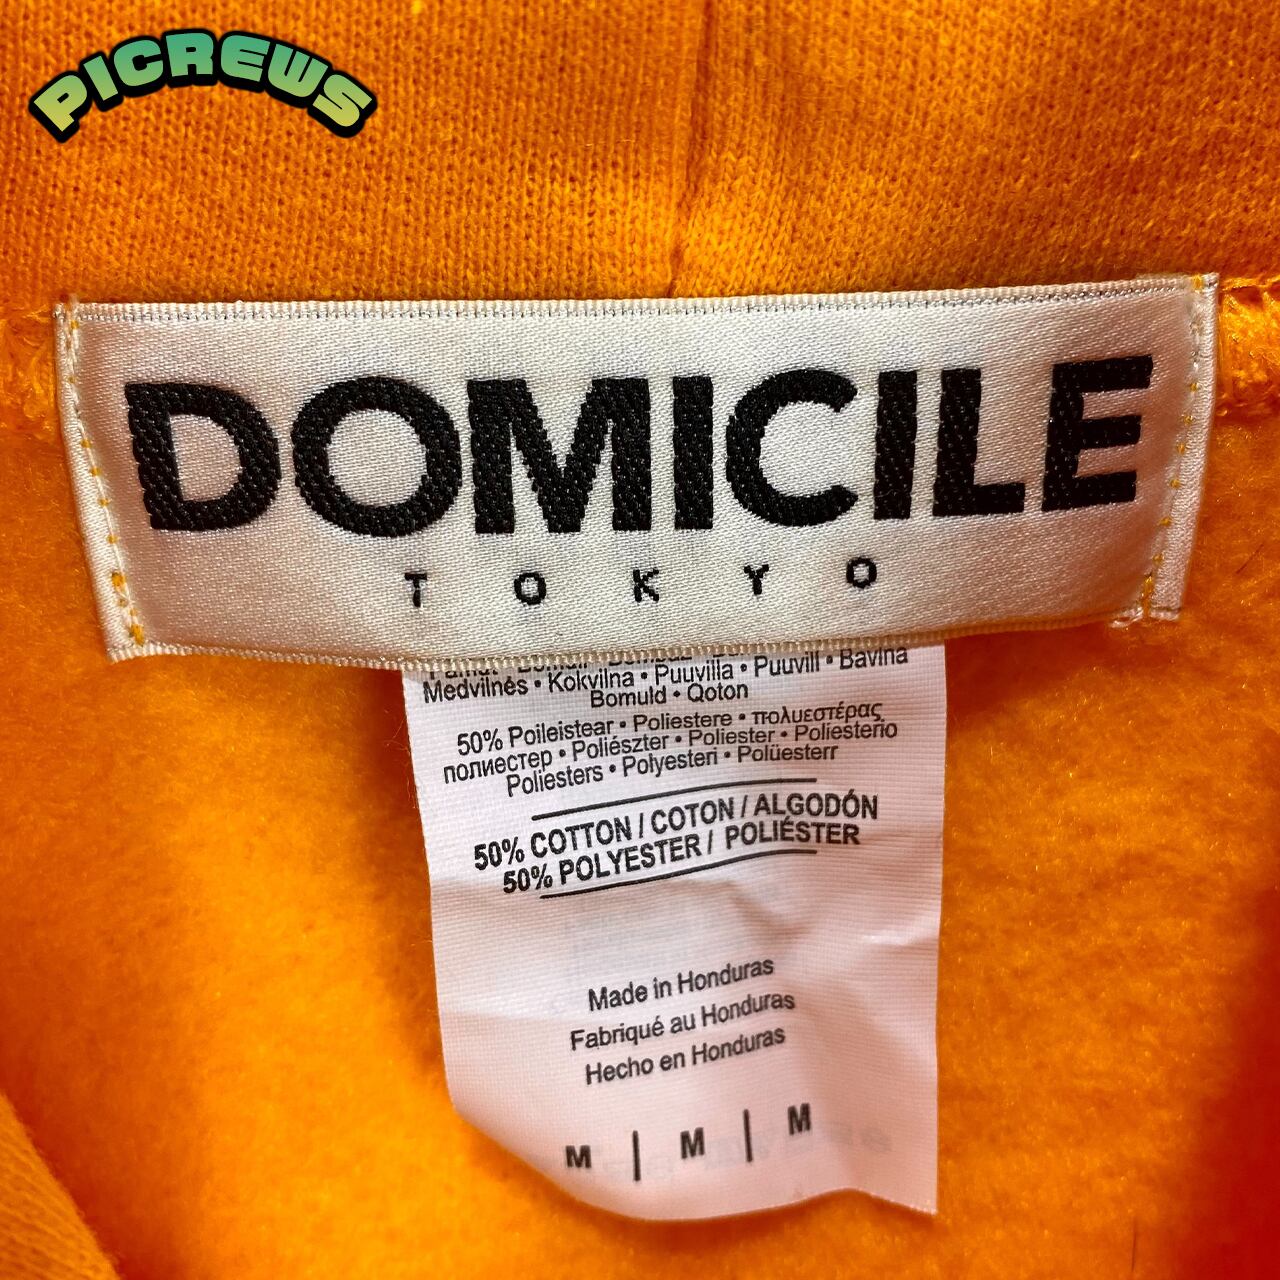 PICREWS
DOMICILE
TOKYO
Medvilnés • Kokvilna • Puuvilla • Puuvill • Bavlna
Bomuld • Qoton
50% Poileistear • Poliestere • πολυεστέρας
полиестер • Poliészter • Poliester • Poliesterio
Poliesters • Polyesteri • Polüesterr
50% COTTON / COTON / ALGODÓN
50% POLYESTER / POLIÉSTER
Made in Honduras
Fabriqué au Honduras
Hecho en Honduras
M | M | M